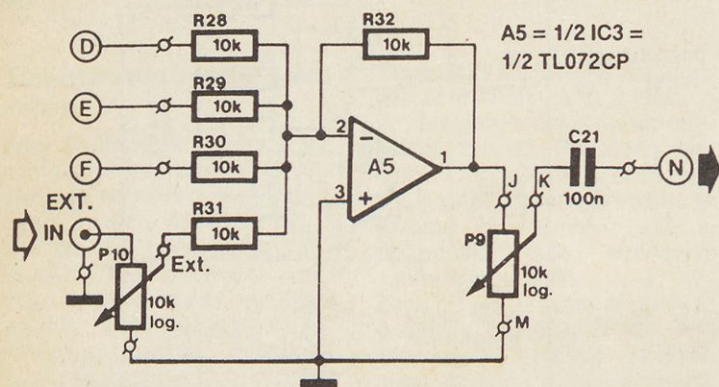 R28
10k
D
R29
10k
E
R30
10k
F
EXT.
IN
R31
10k
P10
Ext.
10k
log.
R32
10k
2
−
A5
1
3
+
A5 = 1/2 IC3 =
1/2 TL072CP
C21
100n
N
J
K
P9
10k
log.
M